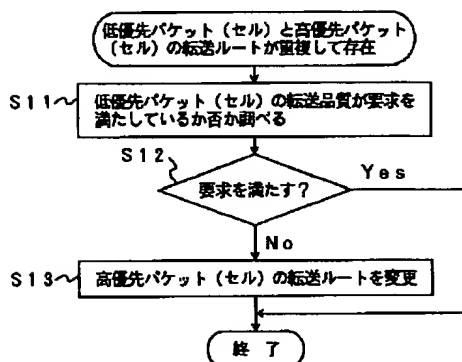 低優先パケット（セル）と高優先パケット
（セル）の転送ルートが重複して存在
S11
低優先パケット（セル）の転送品質が要求を
満たしているか否か調べる
S12
要求を満たす？
Yes
No
S13
高優先パケット（セル）の転送ルートを変更
終了